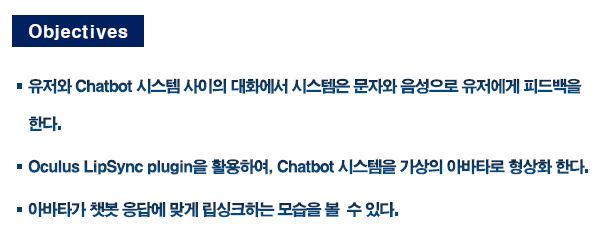 Objectives
▪ 유저와 Chatbot 시스템 사이의 대화에서 시스템은 문자와 음성으로 유저에게 피드백을
한다.
▪ Oculus LipSync plugin을 활용하여, Chatbot 시스템을 가상의 아바타로 형상화 한다.
▪ 아바타가 챗봇 응답에 맞게 립싱크하는 모습을 볼 수 있다.